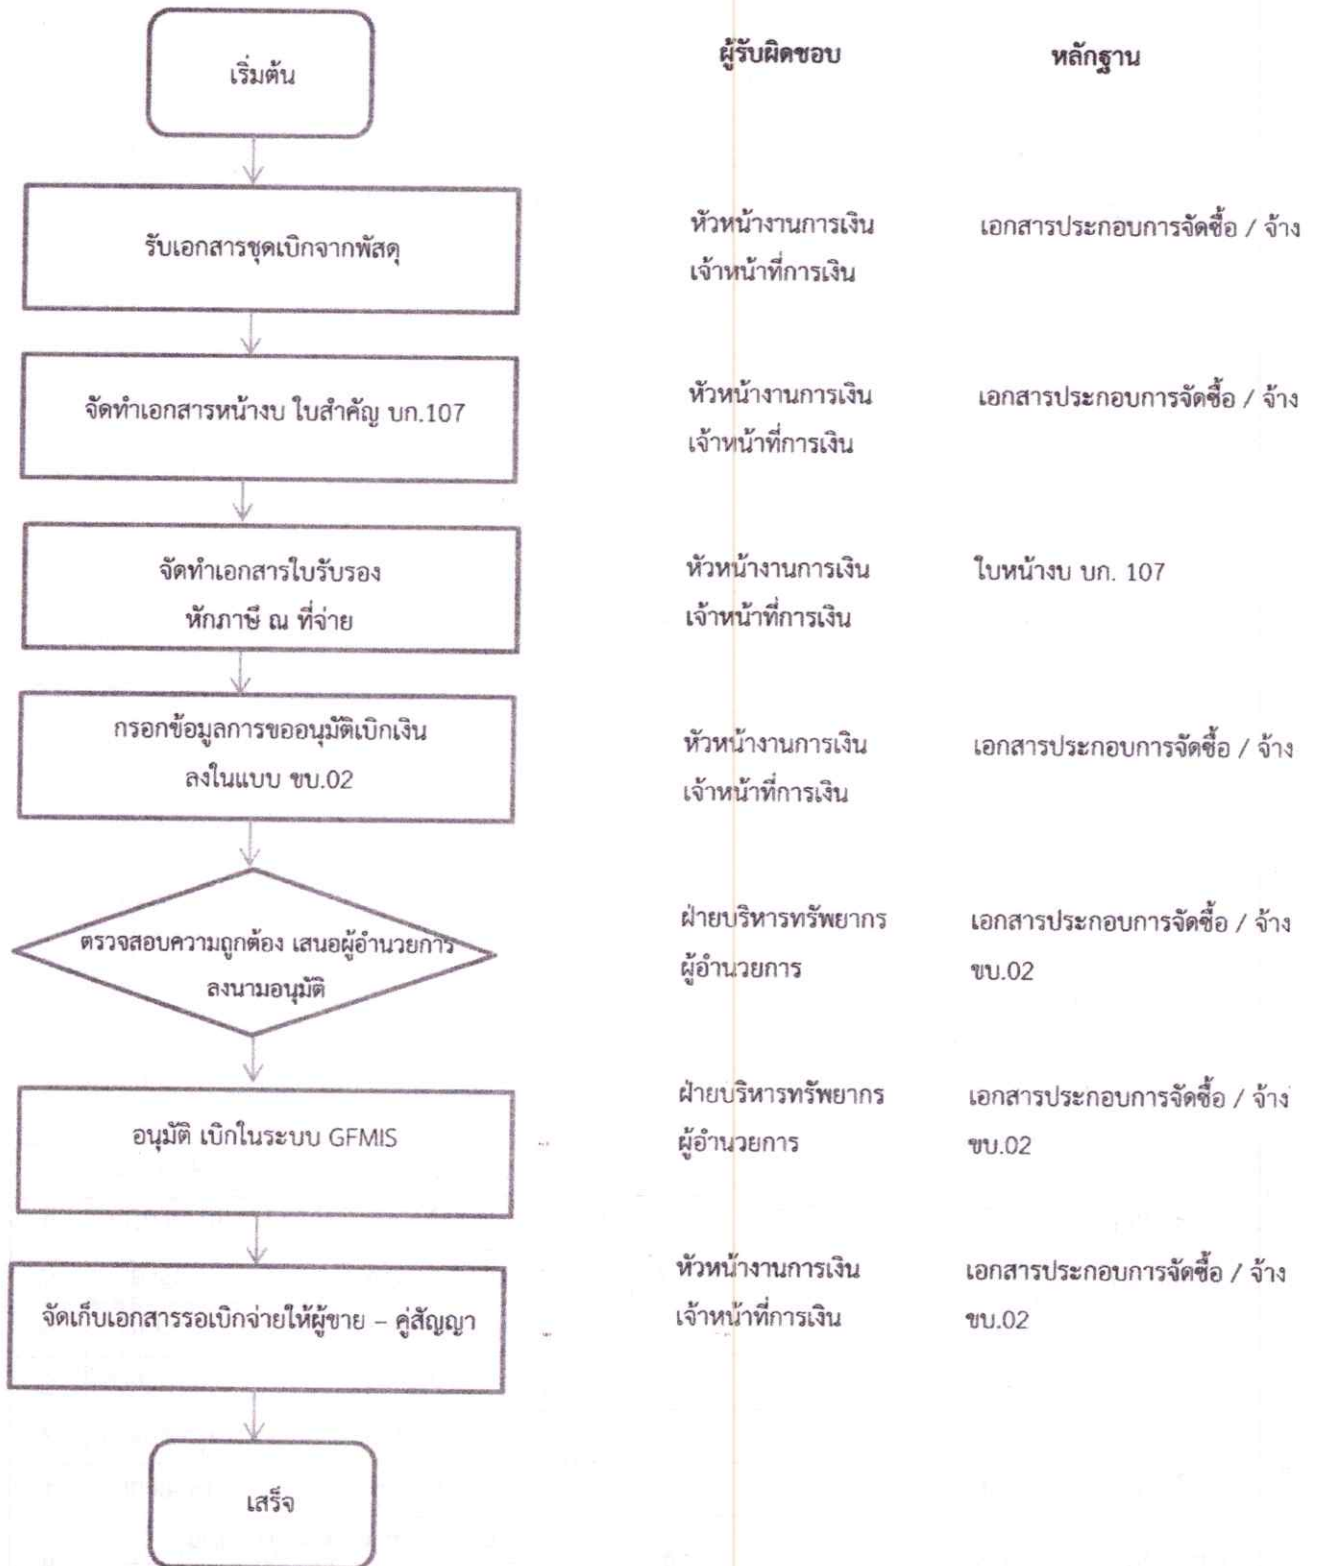 เริ่มต้น
ผู้รับผิดชอบ หลักฐาน
รับเอกสารชุดเบิกจากพัสดุ
หัวหน้างานการเงิน เอกสารประกอบการจัดซื้อ / จ้าง
เจ้าหน้าที่การเงิน
จัดทำเอกสารหน้างบ ใบสำคัญ บก.107
หัวหน้างานการเงิน เอกสารประกอบการจัดซื้อ / จ้าง
เจ้าหน้าที่การเงิน
จัดทำเอกสารใบรับรอง
หักภาษี ณ ที่จ่าย
หัวหน้างานการเงิน ใบหน้างบ บก. 107
เจ้าหน้าที่การเงิน
กรอกข้อมูลการขออนุมัติเบิกเงิน
ลงในแบบ ขบ.02
หัวหน้างานการเงิน เอกสารประกอบการจัดซื้อ / จ้าง
เจ้าหน้าที่การเงิน
ตรวจสอบความถูกต้อง เสนอผู้อำนวยการ
ลงนามอนุมัติ
ฝ่ายบริหารทรัพยากร เอกสารประกอบการจัดซื้อ / จ้าง
ผู้อำนวยการ ขบ.02
อนุมัติ เบิกในระบบ GFMIS
ฝ่ายบริหารทรัพยากร เอกสารประกอบการจัดซื้อ / จ้าง
ผู้อำนวยการ ขบ.02
จัดเก็บเอกสารรอเบิกจ่ายให้ผู้ขาย – คู่สัญญา
หัวหน้างานการเงิน เอกสารประกอบการจัดซื้อ / จ้าง
เจ้าหน้าที่การเงิน ขบ.02
เสร็จ